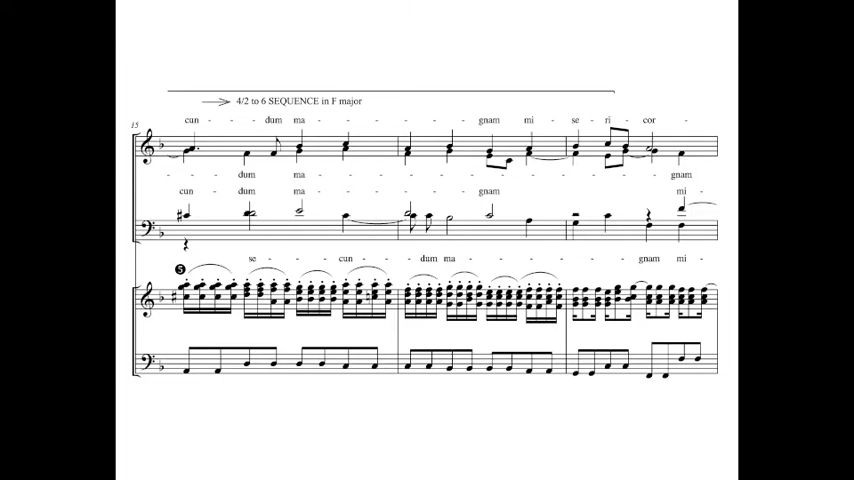 4/2 to 6 SEQUENCE in F major
15
cun - - dum ma - - - - - gnam mi - se - ri - cor -
- - dum ma - - - - - - - - - - - gnam
cun - - dum ma - - - - - gnam - - - - - mi -
se - - cun - - dum ma - - - - - gnam mi -
5